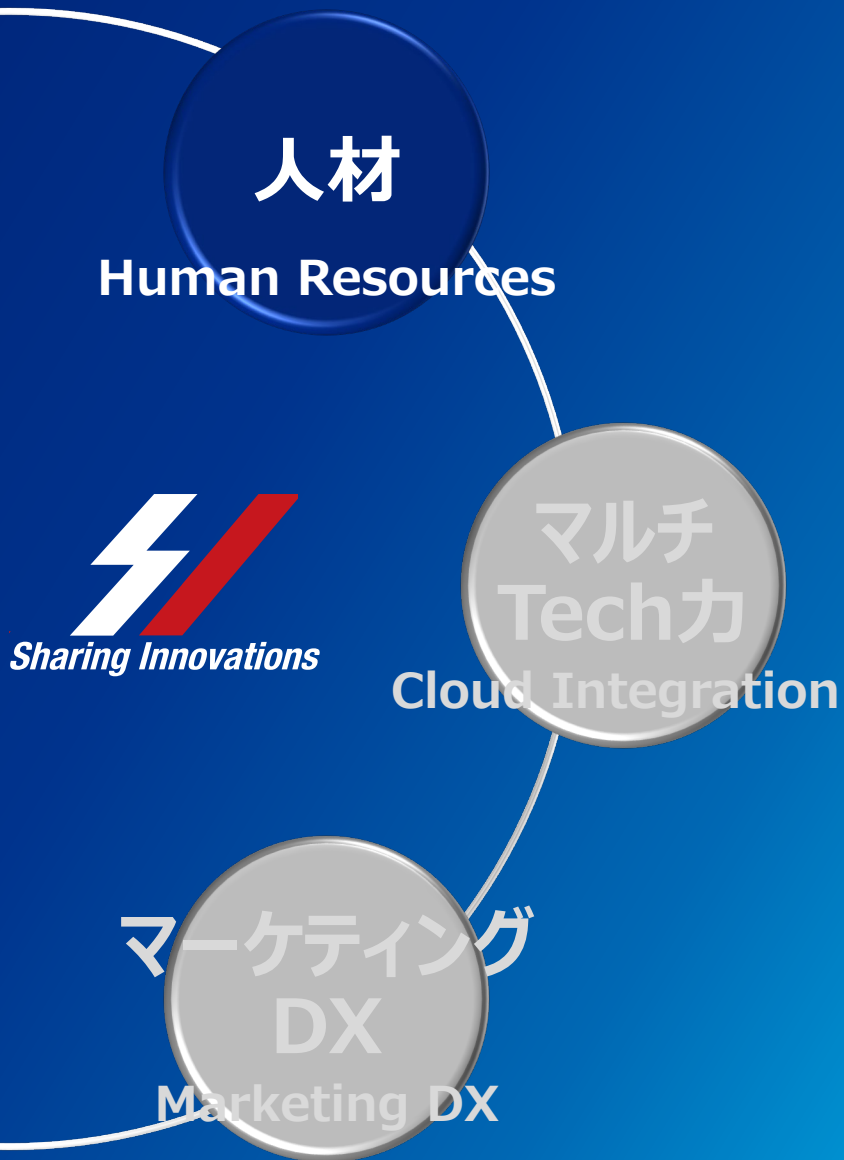 人材
Human Resources
マルチ
Tech力
Cloud Integration
Sharing Innovations
マーケティング
DX
Marketing DX